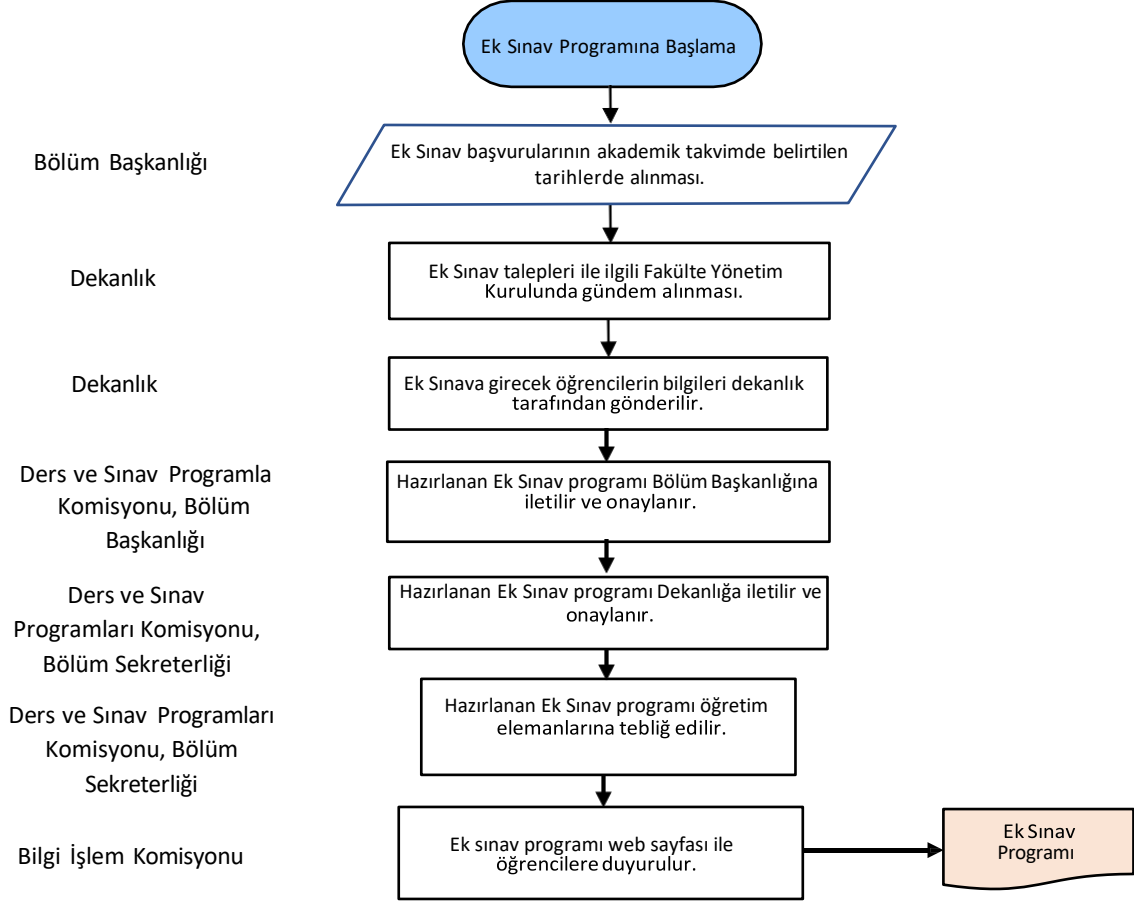 Ek Sınav Programına Başlama
Bölüm Başkanlığı
Ek Sınav başvurularının akademik takvimde belirtilen
tarihlerde alınması.
Dekanlık
Ek Sınav talepleri ile ilgili Fakülte Yönetim
Kurulunda gündem alınması.
Dekanlık
Ek Sınava girecek öğrencilerin bilgileri dekanlık
tarafından gönderilir.
Ders ve Sınav Programla
Komisyonu, Bölüm
Başkanlığı
Hazırlanan Ek Sınav programı Bölüm Başkanlığına
iletilir ve onaylanır.
Ders ve Sınav
Programları Komisyonu,
Bölüm Sekreterliği
Hazırlanan Ek Sınav programı Dekanlığa iletilir ve
onaylanır.
Ders ve Sınav Programları
Komisyonu, Bölüm
Sekreterliği
Hazırlanan Ek Sınav programı öğretim
elemanlarına tebliğ edilir.
Bilgi İşlem Komisyonu
Ek sınav programı web sayfası ile
öğrencilere duyurulur.
Ek Sınav
Programı